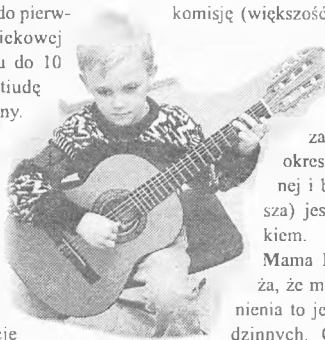 do pierw-
iekowej
u do 10
tiudę
ny.
cje
komisję (większość
za
okres
nej i b
sza) jes
kiem.
Mama
ża, że m
nienia to je
dzinnych.